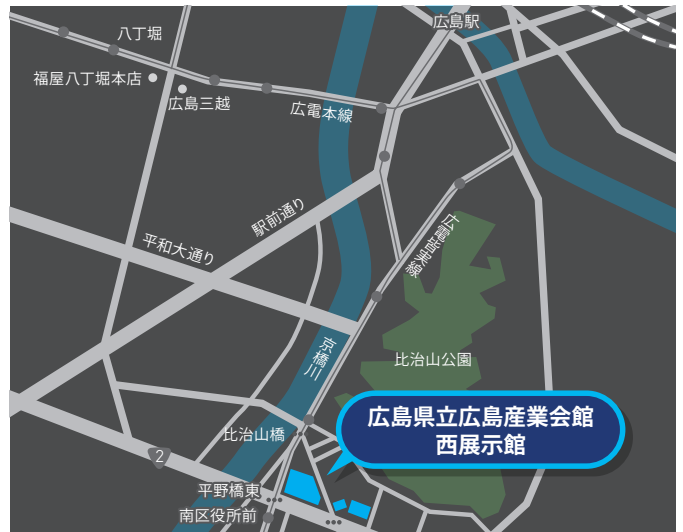 広島駅
八丁堀
福屋八丁堀本店
広島三越
広電本線
駅前通り
平和大通り
広電皆実線
京橋川
比治山公園
広島県立広島産業会館
西展示館
比治山橋
2
平野橋東
南区役所前